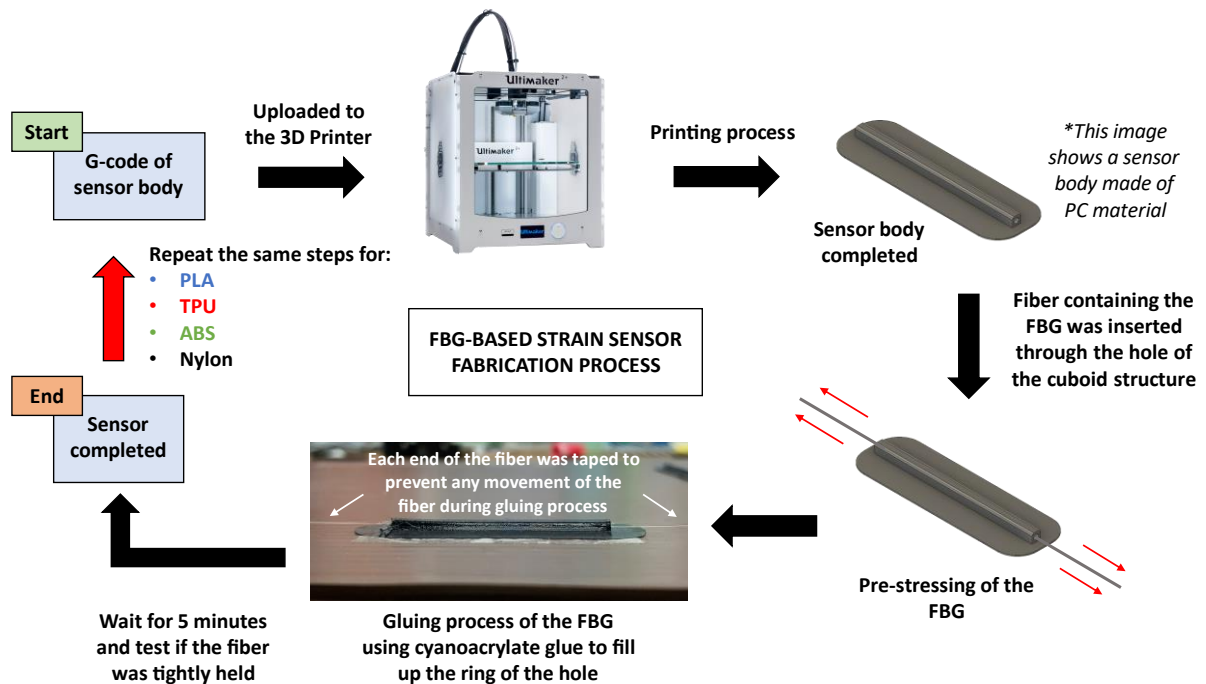 Start
G-code of
sensor body
Uploaded to
the 3D Printer
Ultimaker 2+
Ultimaker 2+
Ultimaker
Printing process
*This image
shows a sensor
body made of
PC material
Sensor body
completed
Fiber containing the
FBG was inserted
through the hole of
the cuboid structure
Pre-stressing of the
FBG
Each end of the fiber was taped to
prevent any movement of the
fiber during gluing process
Gluing process of the FBG
using cyanoacrylate glue to fill
up the ring of the hole
Wait for 5 minutes
and test if the fiber
was tightly held
End
Sensor
completed
Repeat the same steps for:
• PLA
• TPU
• ABS
• Nylon
FBG-BASED STRAIN SENSOR
FABRICATION PROCESS